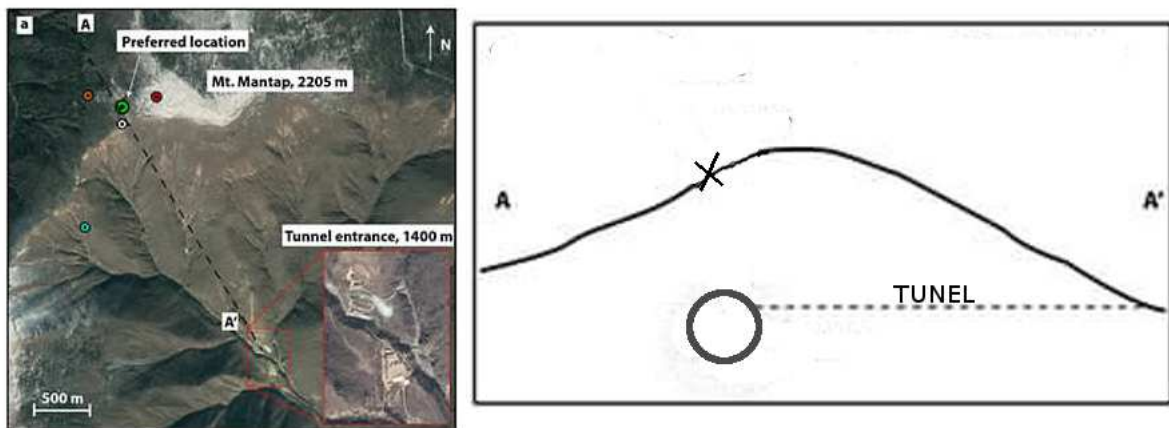 a
A
Preferred location
N
Mt. Mantap, 2205 m
Tunnel entrance, 1400 m
A'
500 m
A
A'
TUNEL